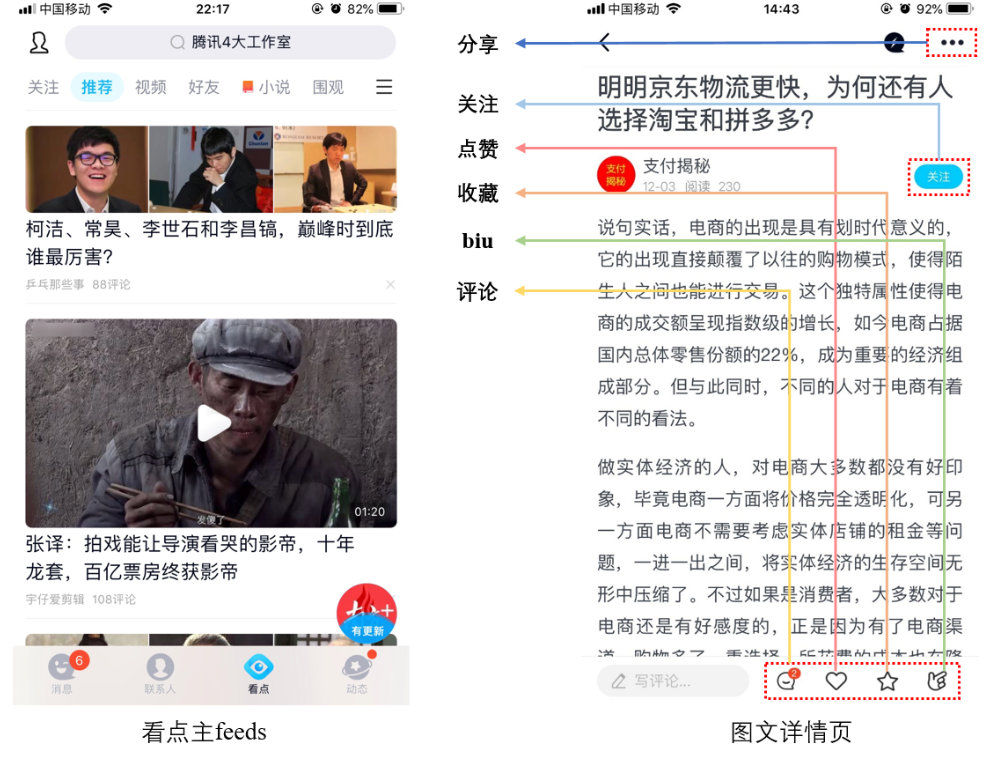 中国移动 22:17 82%
腾讯4大工作室
关注 推荐 视频 好友 小说 围观
柯洁、常昊、李世石和李昌镐，巅峰时到底
谁最厉害？
乒乓那些事 88评论
发傻了
01:20
张译：拍戏能让导演看哭的影帝，十年
龙套，百亿票房终获影帝
宇仔爱剪辑 108评论
有更新
6
消息 联系人 看点 动态
看点主feeds
分享
关注
点赞
收藏
biu
评论
中国移动 14:43 92%
明明京东物流更快，为何还有人
选择淘宝和拼多多？
支付
揭秘
支付揭秘
12-03 阅读 230
关注
说句实话，电商的出现是具有划时代意义的，
它的出现直接颠覆了以往的购物模式，使得陌
生人之间也能进行交易。这个独特属性使得电
商的成交额呈现指数级的增长，如今电商占据
国内总体零售份额的22%，成为重要的经济组
成部分。但与此同时，不同的人对于电商有着
不同的看法。
做实体经济的人，对电商大多数都没有好印
象，毕竟电商一方面将价格完全透明化，可另
一方面电商不需要考虑实体店铺的租金等问
题，一进一出之间，将实体经济的生存空间无
形中压缩了。不过如果是消费者，大多数对于
电商还是有好感度的，正是因为有了电商渠
道，购物多了一重选择，所花费的成本也在降
写评论...
2
图文详情页